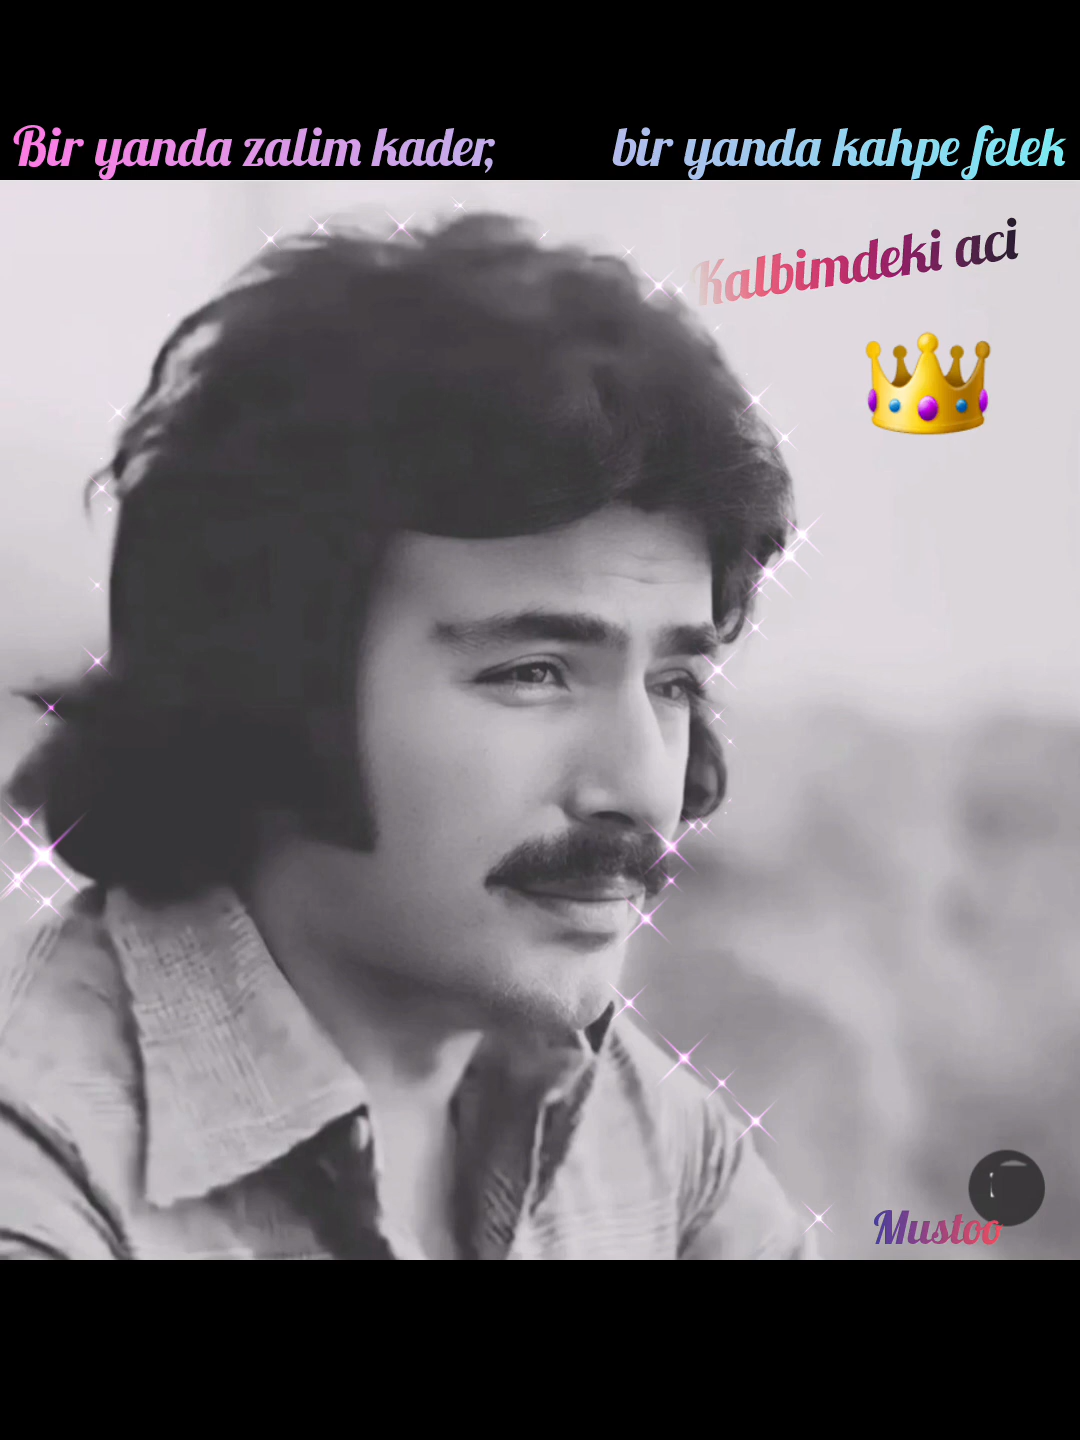 Bir yanda zalim kader, bir yanda kahpe felek
Kalbimdeki aci
Mustoo